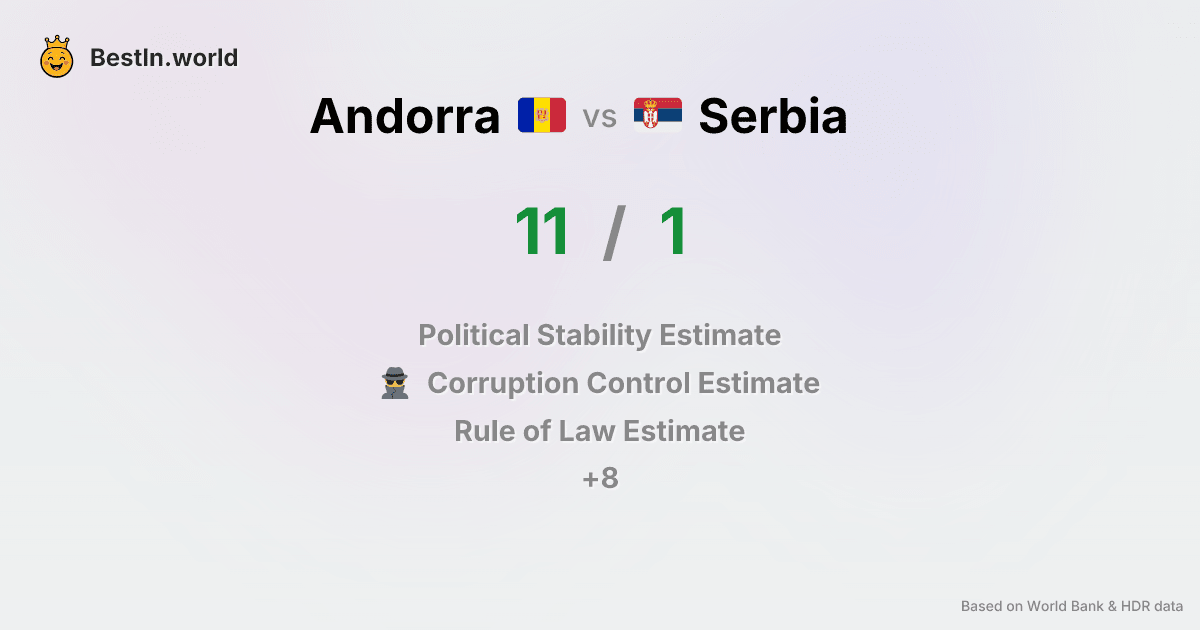 BestIn.world
Andorra vs Serbia
11 / 1
Political Stability Estimate
Corruption Control Estimate
Rule of Law Estimate
+8
Based on World Bank & HDR data